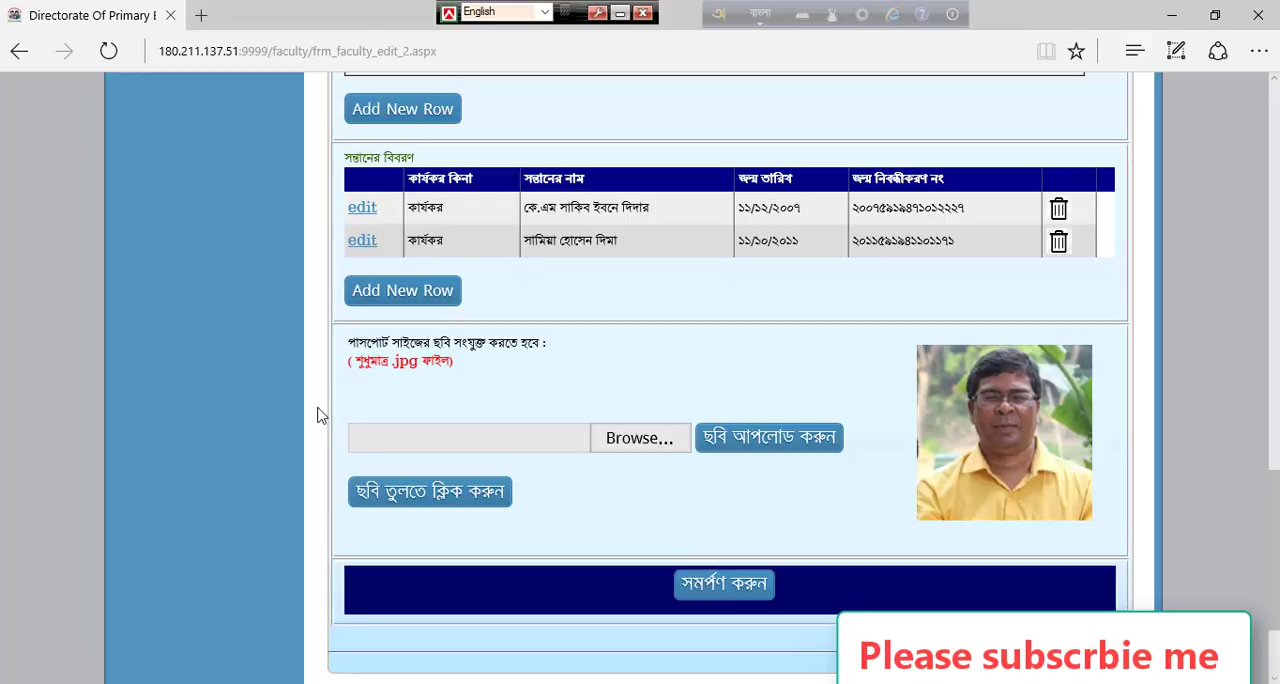 Directorate Of Primary E
English
বাংলা
180.211.137.51:9999/faculty/frm_faculty_edit_2.aspx
Add New Row
সন্তানের বিবরণ
কার্যকর কিনা সন্তানের নাম জন্ম তারিব জন্ম নিবন্ধীকরণ নং
edit কার্যকর কে.এম সাকিব ইবনে দিদার ১১/১২/২০০৭ ২০০৭৫৯১৯৪৭১০১২২২৭
edit কার্যকর সামিয়া হোসেন দিমা ১১/১০/২০১১ ২০১১৫৯১৯৪১১০১১৭১
Add New Row
পাসপোর্ট সাইজের ছবি সংযুক্ত করতে হবে :
( শুধুমাত্র .jpg ফাইল)
Browse... ছবি আপলোড করুন
ছবি তুলতে ক্লিক করুন
সমর্পণ করুন
Please subscrbie me